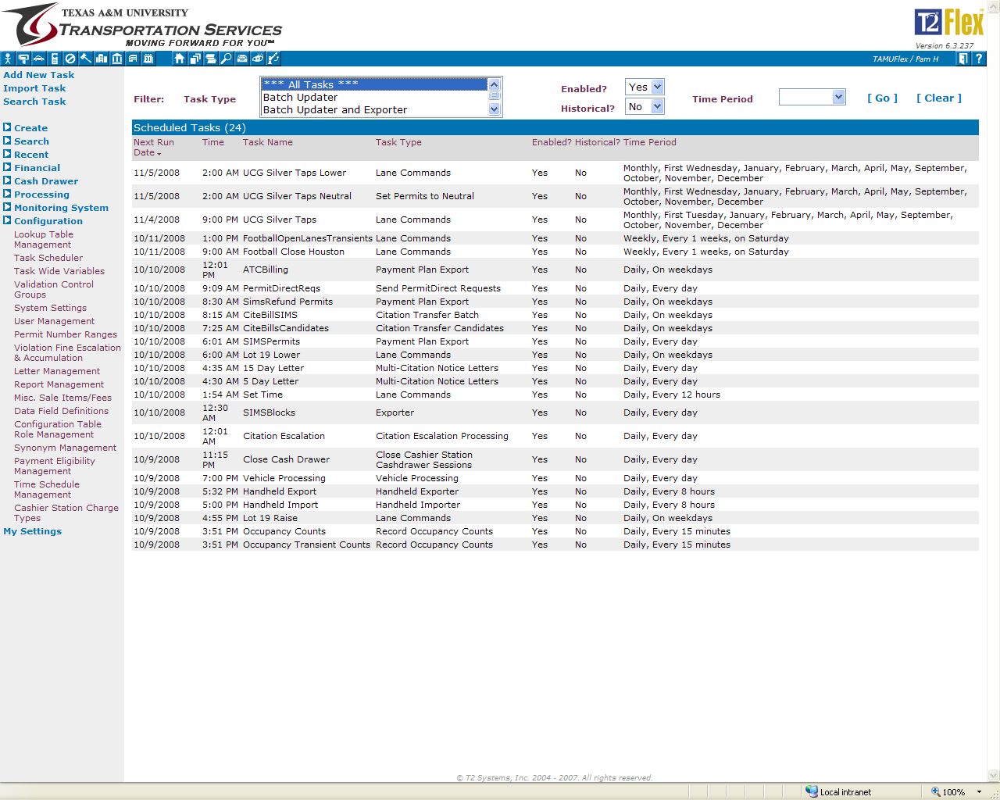 TEXAS A&M UNIVERSITY
TRANSPORTATION SERVICES
MOVING FORWARD FOR YOU™
T2 Flex
Version 6.3.237
TAMUFlex / Pam H
?
Add New Task
Import Task
Search Task
Create
Search
Recent
Financial
Cash Drawer
Processing
Monitoring System
Configuration
Lookup Table
Management
Task Scheduler
Task Wide Variables
Validation Control
Groups
System Settings
User Management
Permit Number Ranges
Violation Fine Escalation
& Accumulation
Letter Management
Report Management
Misc. Sale Items/Fees
Data Field Definitions
Configuration Table
Role Management
Synonym Management
Payment Eligibility
Management
Time Schedule
Management
Cashier Station Charge
Types
My Settings
Filter: Task Type
*** All Tasks ***
Batch Updater
Batch Updater and Exporter
Enabled? Yes
Historical? No
Time Period
[ Go ] [ Clear ]
Scheduled Tasks (24)
Next Run Date Time Task Name Task Type Enabled? Historical? Time Period
11/5/2008 2:00 AM UCG Silver Taps Lower Lane Commands Yes No Monthly, First Wednesday, January, February, March, April, May, September,
October, November, December
11/5/2008 2:00 AM UCG Silver Taps Neutral Set Permits to Neutral Yes No Monthly, First Wednesday, January, February, March, April, May, September,
October, November, December
11/4/2008 9:00 PM UCG Silver Taps Lane Commands Yes No Monthly, First Tuesday, January, February, March, April, May, September,
October, November, December
10/11/2008 1:00 PM FootballOpenLanesTransients Lane Commands Yes No Weekly, Every 1 weeks, on Saturday
10/11/2008 9:00 AM Football Close Houston Lane Commands Yes No Weekly, Every 1 weeks, on Saturday
10/10/2008 12:01 PM ATCBilling Payment Plan Export Yes No Daily, On weekdays
10/10/2008 9:09 AM PermitDirectReqs Send PermitDirect Requests Yes No Daily, Every day
10/10/2008 8:30 AM SimsRefund Permits Payment Plan Export Yes No Daily, On weekdays
10/10/2008 8:15 AM CiteBillSIMS Citation Transfer Batch Yes No Daily, On weekdays
10/10/2008 7:25 AM CiteBillsCandidates Citation Transfer Candidates Yes No Daily, On weekdays
10/10/2008 6:01 AM SIMSPermits Payment Plan Export Yes No Daily, Every day
10/10/2008 6:00 AM Lot 19 Lower Lane Commands Yes No Daily, On weekdays
10/10/2008 4:35 AM 15 Day Letter Multi-Citation Notice Letters Yes No Daily, Every day
10/10/2008 4:30 AM 5 Day Letter Multi-Citation Notice Letters Yes No Daily, Every day
10/10/2008 1:54 AM Set Time Lane Commands Yes No Daily, Every 12 hours
10/10/2008 12:30 AM SIMSBlocks Exporter Yes No Daily, Every day
10/10/2008 12:01 AM Citation Escalation Citation Escalation Processing Yes No Daily, Every day
10/9/2008 11:15 PM Close Cash Drawer Close Cashier Station Cashdrawer Sessions Yes No Daily, Every day
10/9/2008 7:00 PM Vehicle Processing Vehicle Processing Yes No Daily, Every day
10/9/2008 5:32 PM Handheld Export Handheld Exporter Yes No Daily, Every 8 hours
10/9/2008 5:00 PM Handheld Import Handheld Importer Yes No Daily, Every 8 hours
10/9/2008 4:55 PM Lot 19 Raise Lane Commands Yes No Daily, On weekdays
10/9/2008 3:51 PM Occupancy Counts Record Occupancy Counts Yes No Daily, Every 15 minutes
10/9/2008 3:51 PM Occupancy Transient Counts Record Occupancy Counts Yes No Daily, Every 15 minutes
© T2 Systems, Inc. 2004 - 2007. All rights reserved.
Local intranet
100%